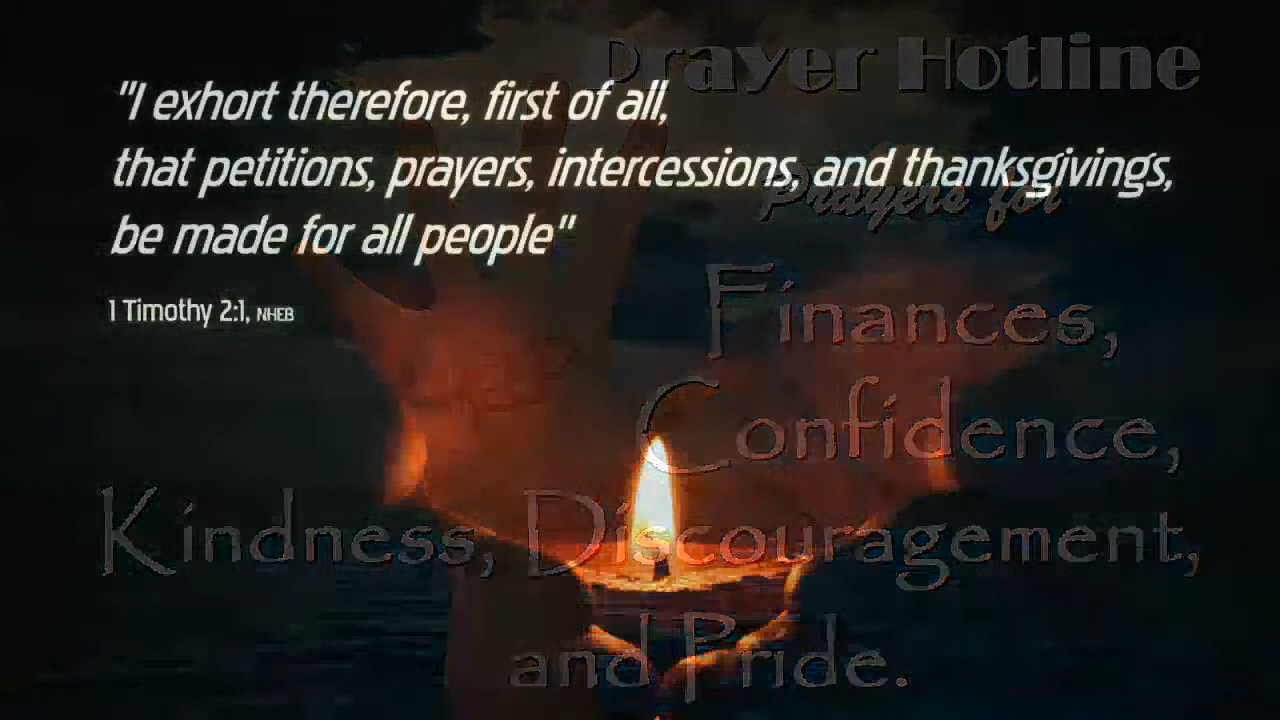 "I exhort therefore, first of all,
that petitions, prayers, intercessions, and thanksgivings,
be made for all people"
1 Timothy 2:1, NHEB
Prayer Hotline
Prayers for
Finances,
Confidence,
Kindness, Discouragement,
and Pride.